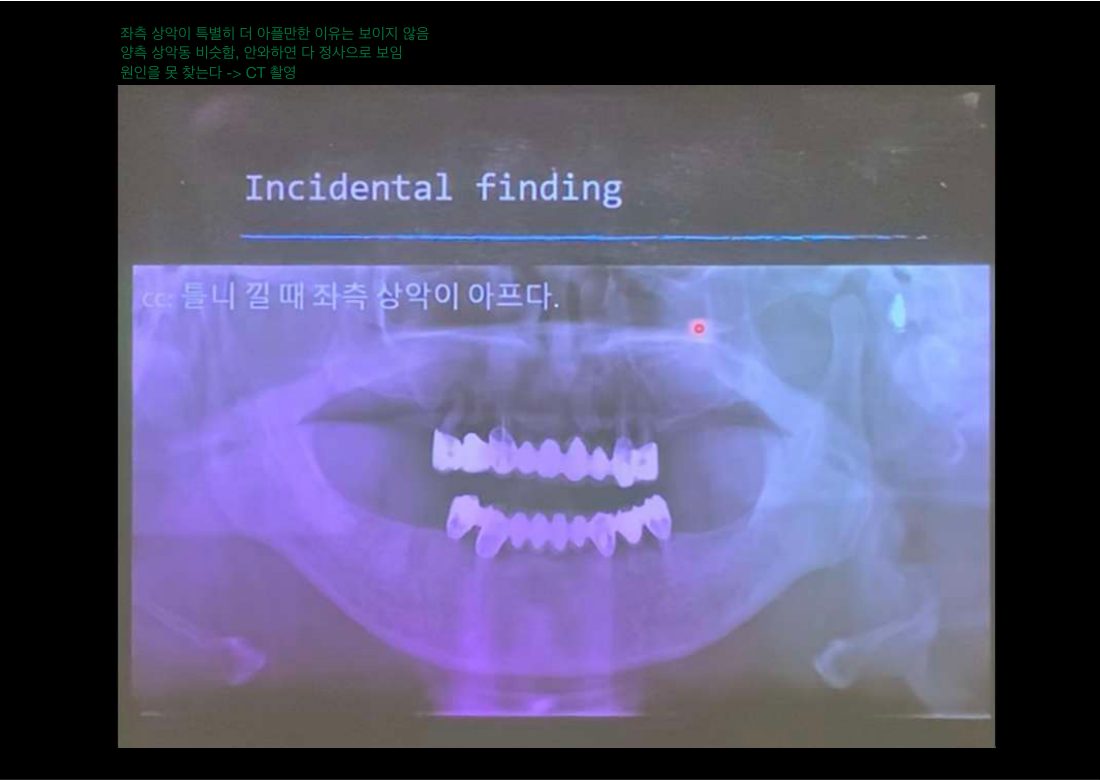 좌측 상악이 특별히 더 아플만한 이유는 보이지 않음
양측 상악동 비슷함, 안와하면 다 정사으로 보임
원인을 못 찾는다 -> CT 촬영
Incidental finding
cc: 틀니 낄 때 좌측 상악이 아프다.